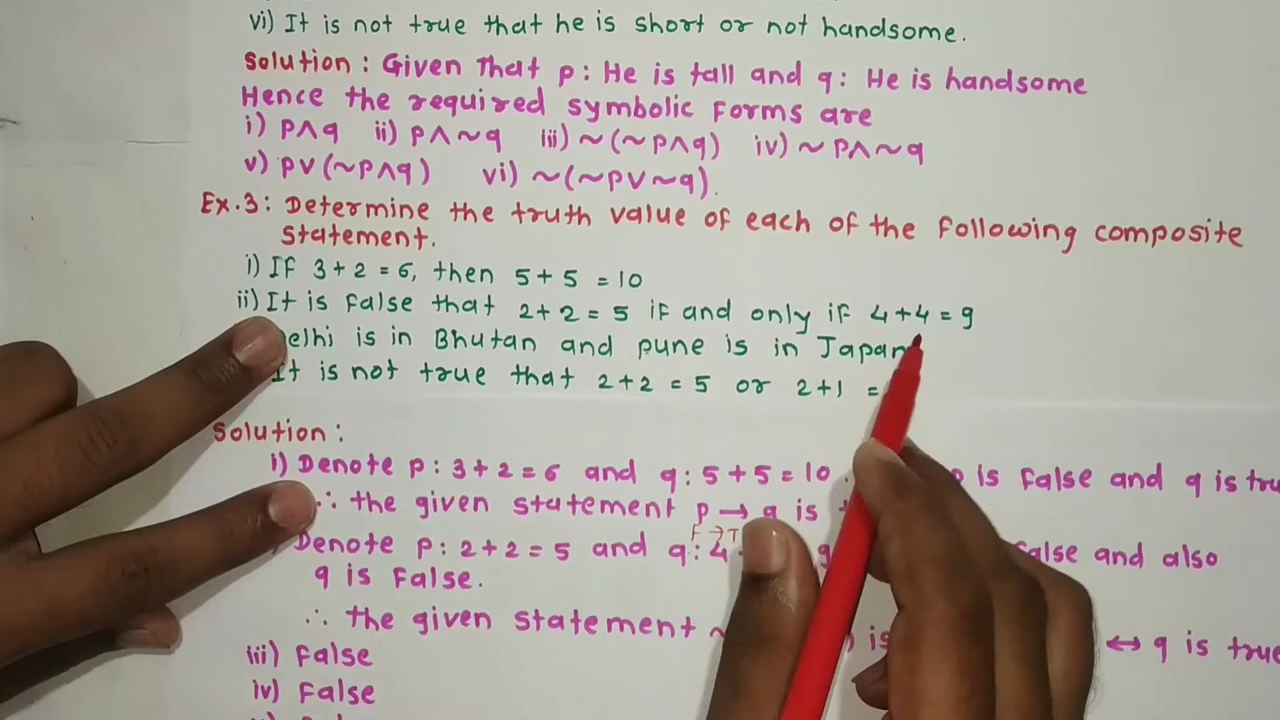 vi) It is not true that he is short or not handsome.
Solution: Given that p: He is tall and q: He is handsome
Hence the required symbolic forms are
i) p∧q ii) p∧~q iii) ~(~p∧q) iv) ~p∧~q
v) p∨(~p∧q) vi) ~(~p∨~q).
Ex.3: Determine the truth value of each of the following composite
statement.
i) If 3+2=6, then 5+5=10
ii) It is false that 2+2=5 if and only if 4+4=9
Delhi is in Bhutan and pune is in Japan
It is not true that 2+2=5 or 2+1 =
Solution:
i) Denote p: 3+2=6 and q: 5+5=10 p is false and q is
∴ the given statement p→q is
F→T
Denote p: 2+2=5 and q: 4 9 false and also
q is false.
∴ the given statement ~ is ↔ q is true
iii) false
iv) false